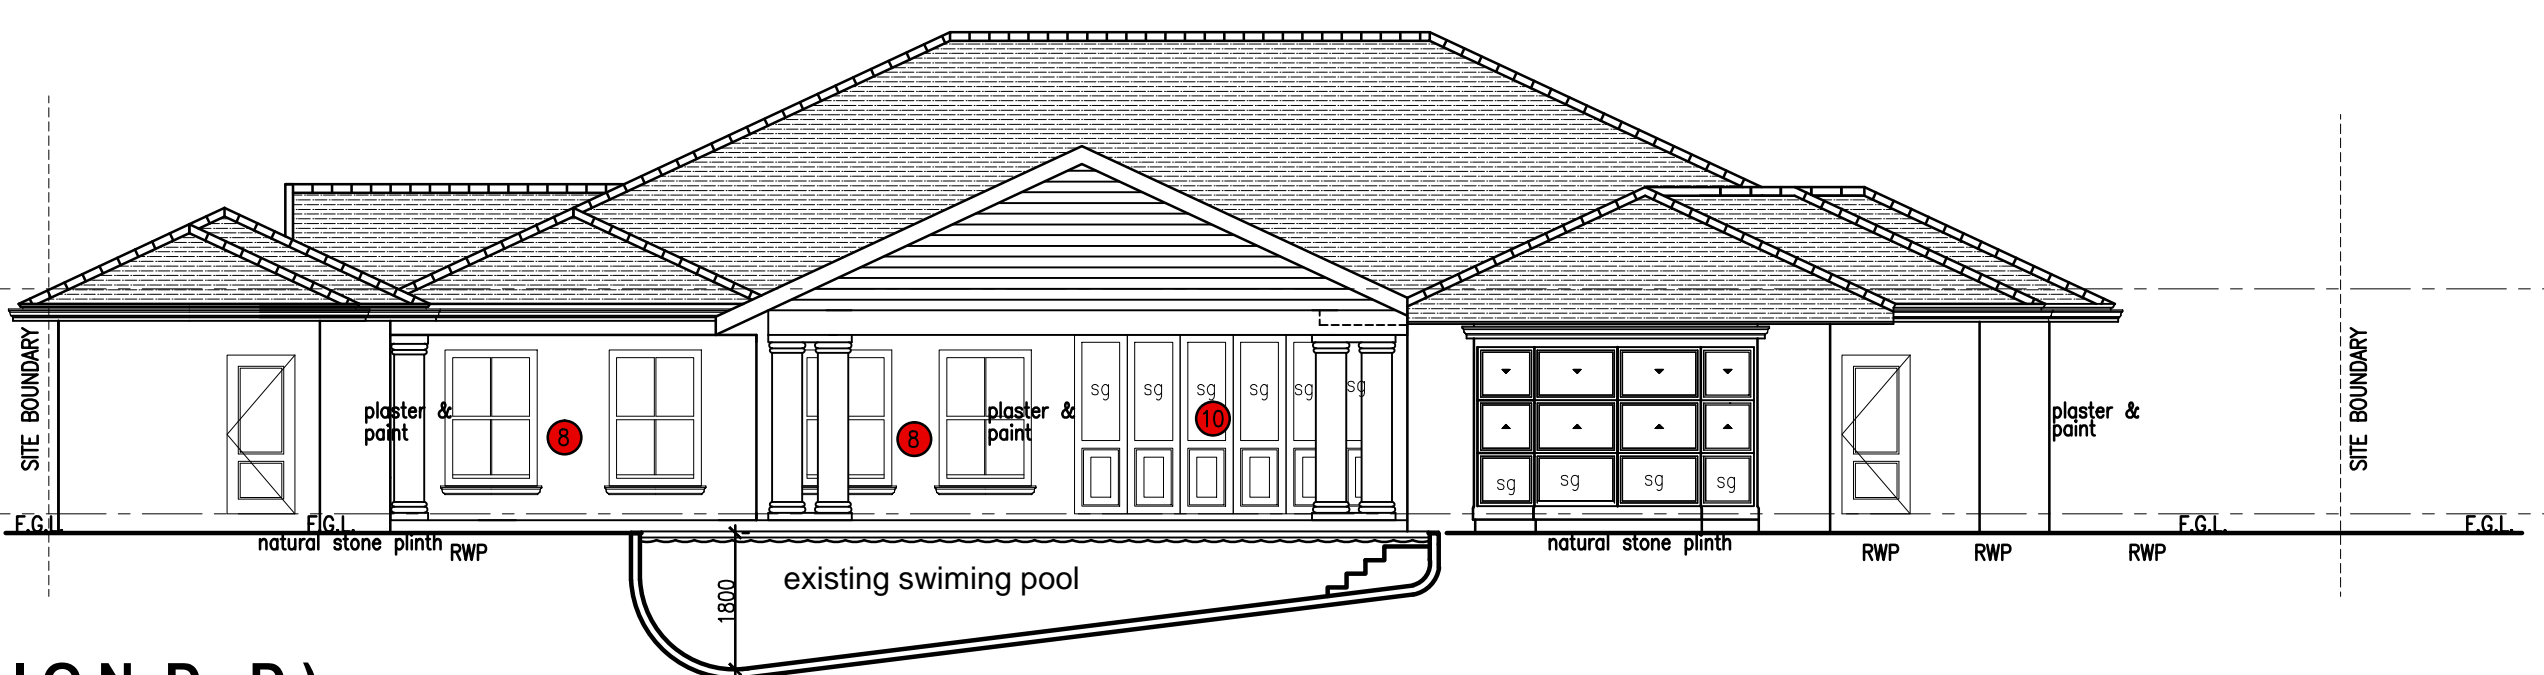 sg sg sg sg sg sg
plaster &
paint
plaster &
paint
plaster &
paint
8
8
10
SITE BOUNDARY
SITE BOUNDARY
sg sg sg sg
F.G.L.
F.G.L.
F.G.L.
F.G.L.
natural stone plinth
RWP
natural stone plinth
RWP
RWP
RWP
existing swiming pool
1800